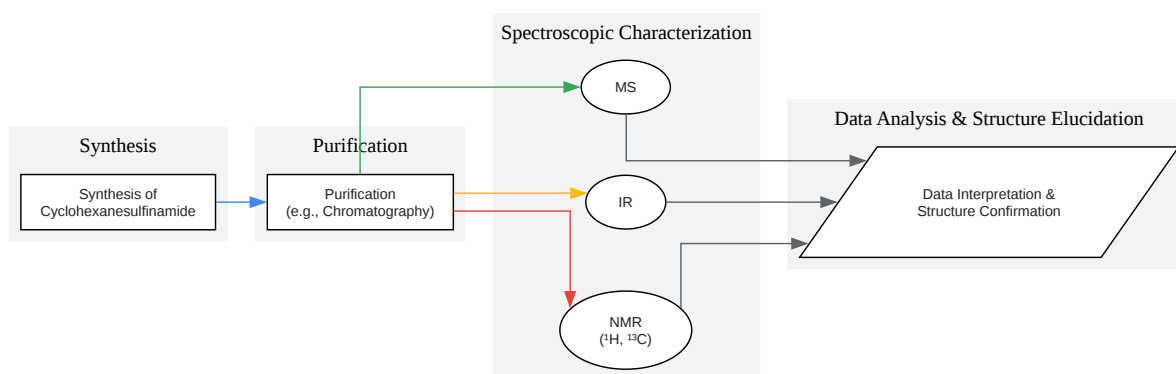 Synthesis
Synthesis of
Cyclohexanesulfinamide
Purification
Purification
(e.g., Chromatography)
Spectroscopic Characterization
MS
IR
NMR
(¹H, ¹³C)
Data Analysis & Structure Elucidation
Data Interpretation &
Structure Confirmation